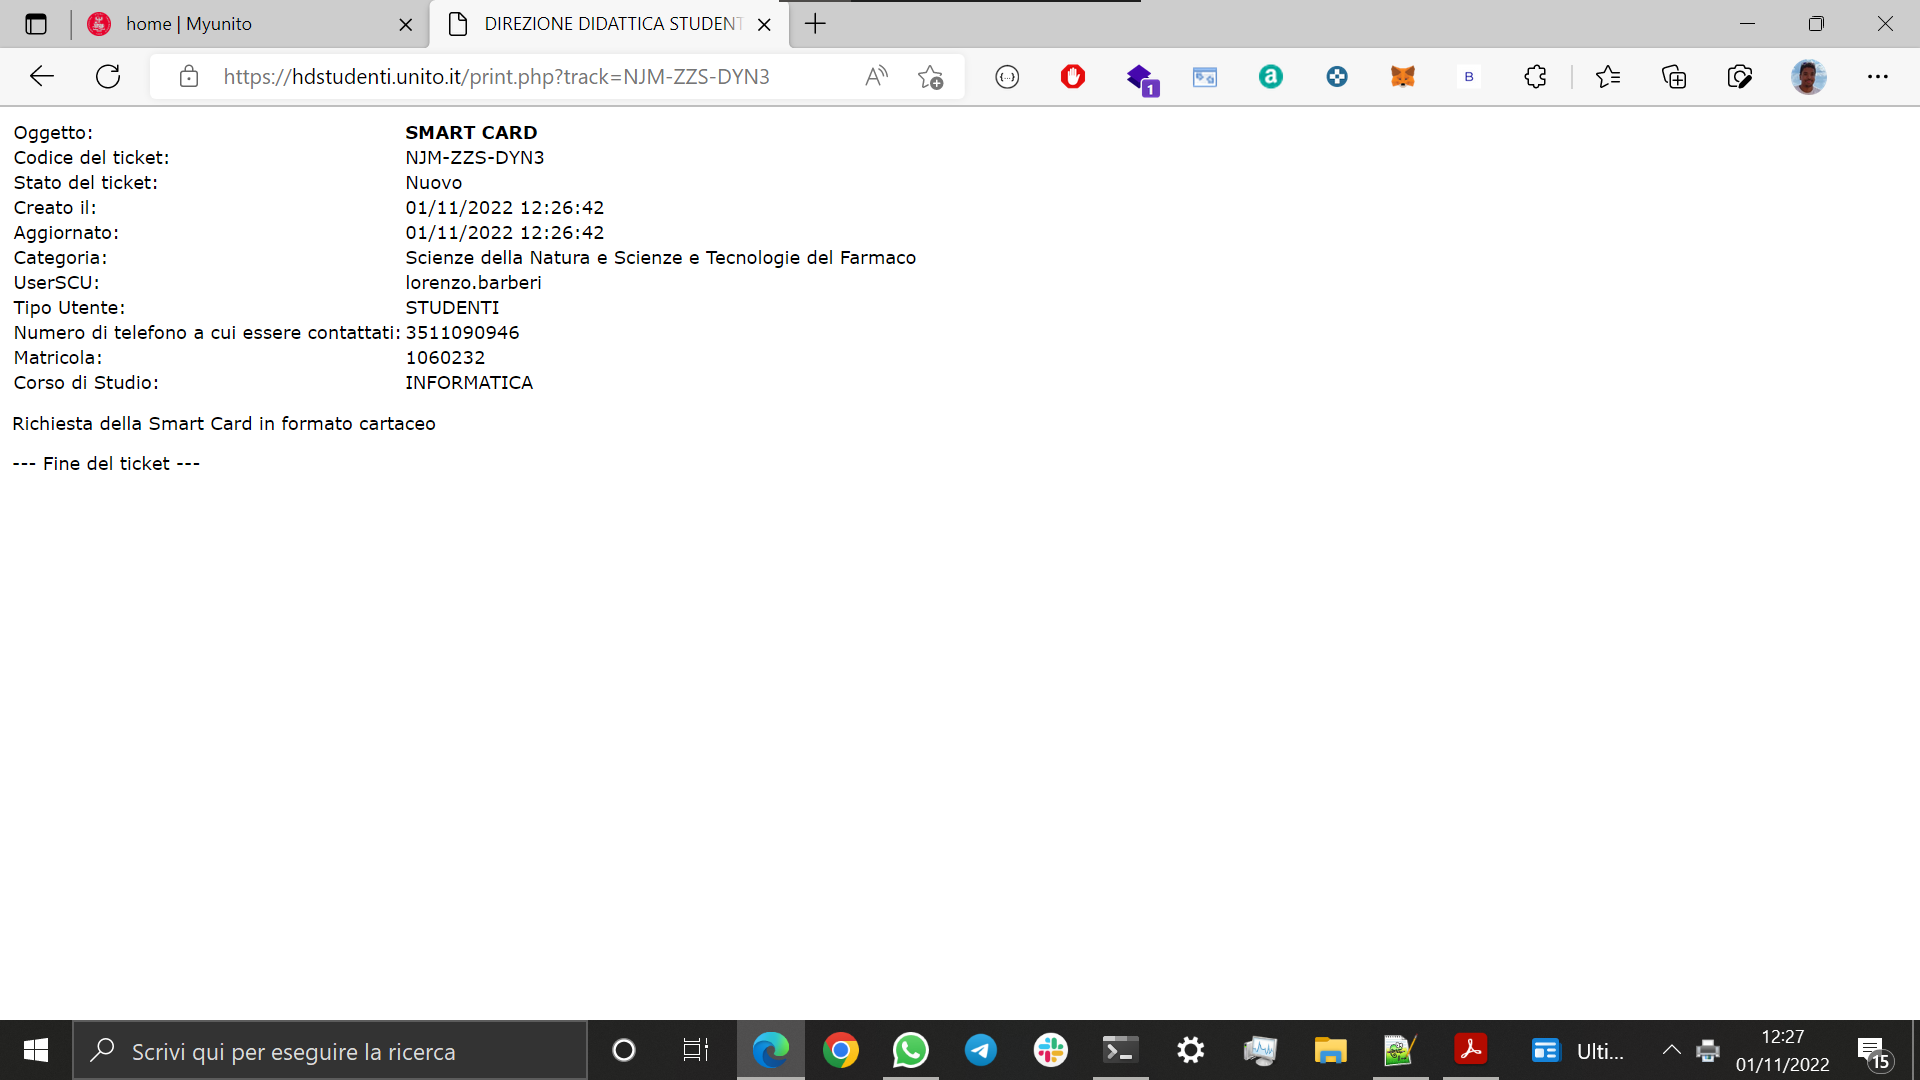 home | Myunito
DIREZIONE DIDATTICA STUDENT
https://hdstudenti.unito.it/print.php?track=NJM-ZZS-DYN3
1
B
Oggetto: SMART CARD
Codice del ticket: NJM-ZZS-DYN3
Stato del ticket: Nuovo
Creato il: 01/11/2022 12:26:42
Aggiornato: 01/11/2022 12:26:42
Categoria: Scienze della Natura e Scienze e Tecnologie del Farmaco
UserSCU: lorenzo.barberi
Tipo Utente: STUDENTI
Numero di telefono a cui essere contattati: 3511090946
Matricola: 1060232
Corso di Studio: INFORMATICA
Richiesta della Smart Card in formato cartaceo
--- Fine del ticket ---
Scrivi qui per eseguire la ricerca
Ulti...
12:27
01/11/2022
15